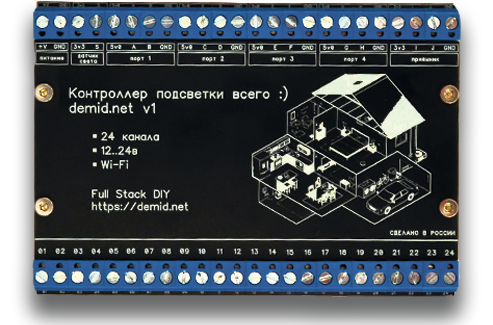 +V GND 3v3 S GND 5v0 A B GND 5v0 C D GND 5v0 E F GND 5v0 G H GND 3v3 I J GND
питание датчик света порт 1 порт 2 порт 3 порт 4 приёмник
Контроллер подсветки всего :)
demid.net v1
▪ 24 канала
▪ 12..24в
▪ Wi-Fi
Full Stack DIY
https://demid.net
СДЕЛАНО В РОССИИ
01 02 03 04 05 06 07 08 09 10 11 12 13 14 15 16 17 18 19 20 21 22 23 24